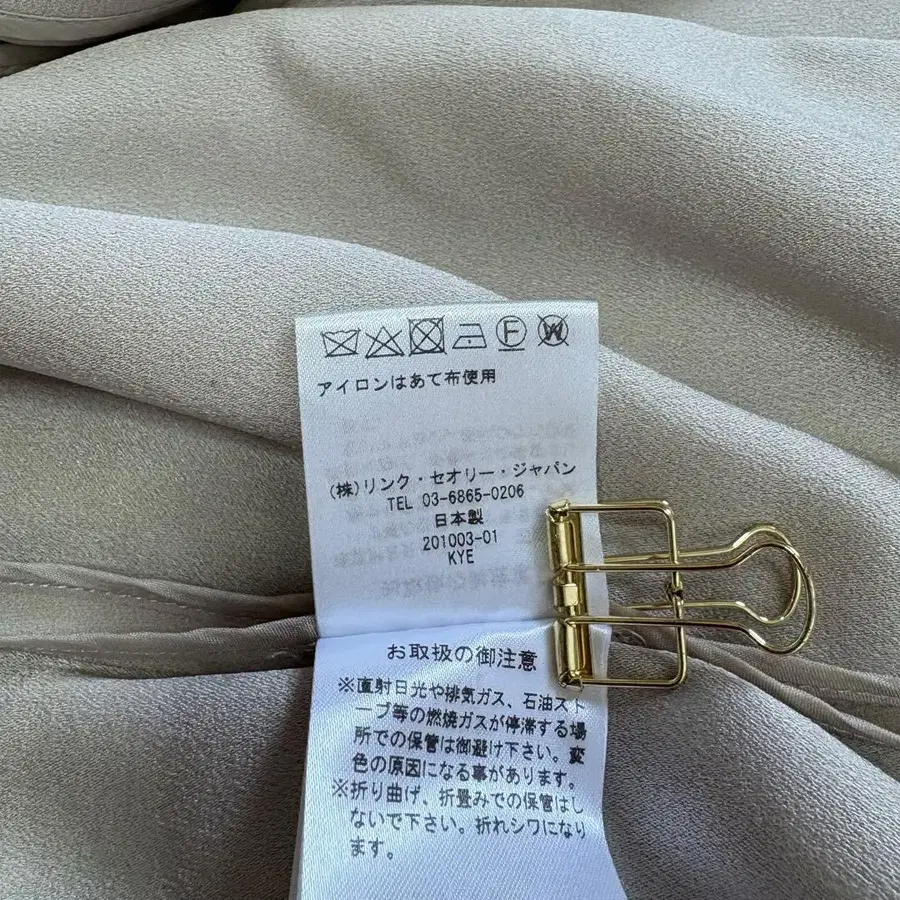 F W
アイロンはあて布使用
(株)リンク・セオリー・ジャパン
TEL 03-6865-0206
日本製
201003-01
KYE
お取扱の御注意
※直射日光や排気ガス、石油スト
ーブ等の燃焼ガスが停滞する場
所での保管は御避け下さい。変
色の原因になる事があります。
※折り曲げ、折畳みでの保管はし
ないで下さい。折れシワになり
ます。